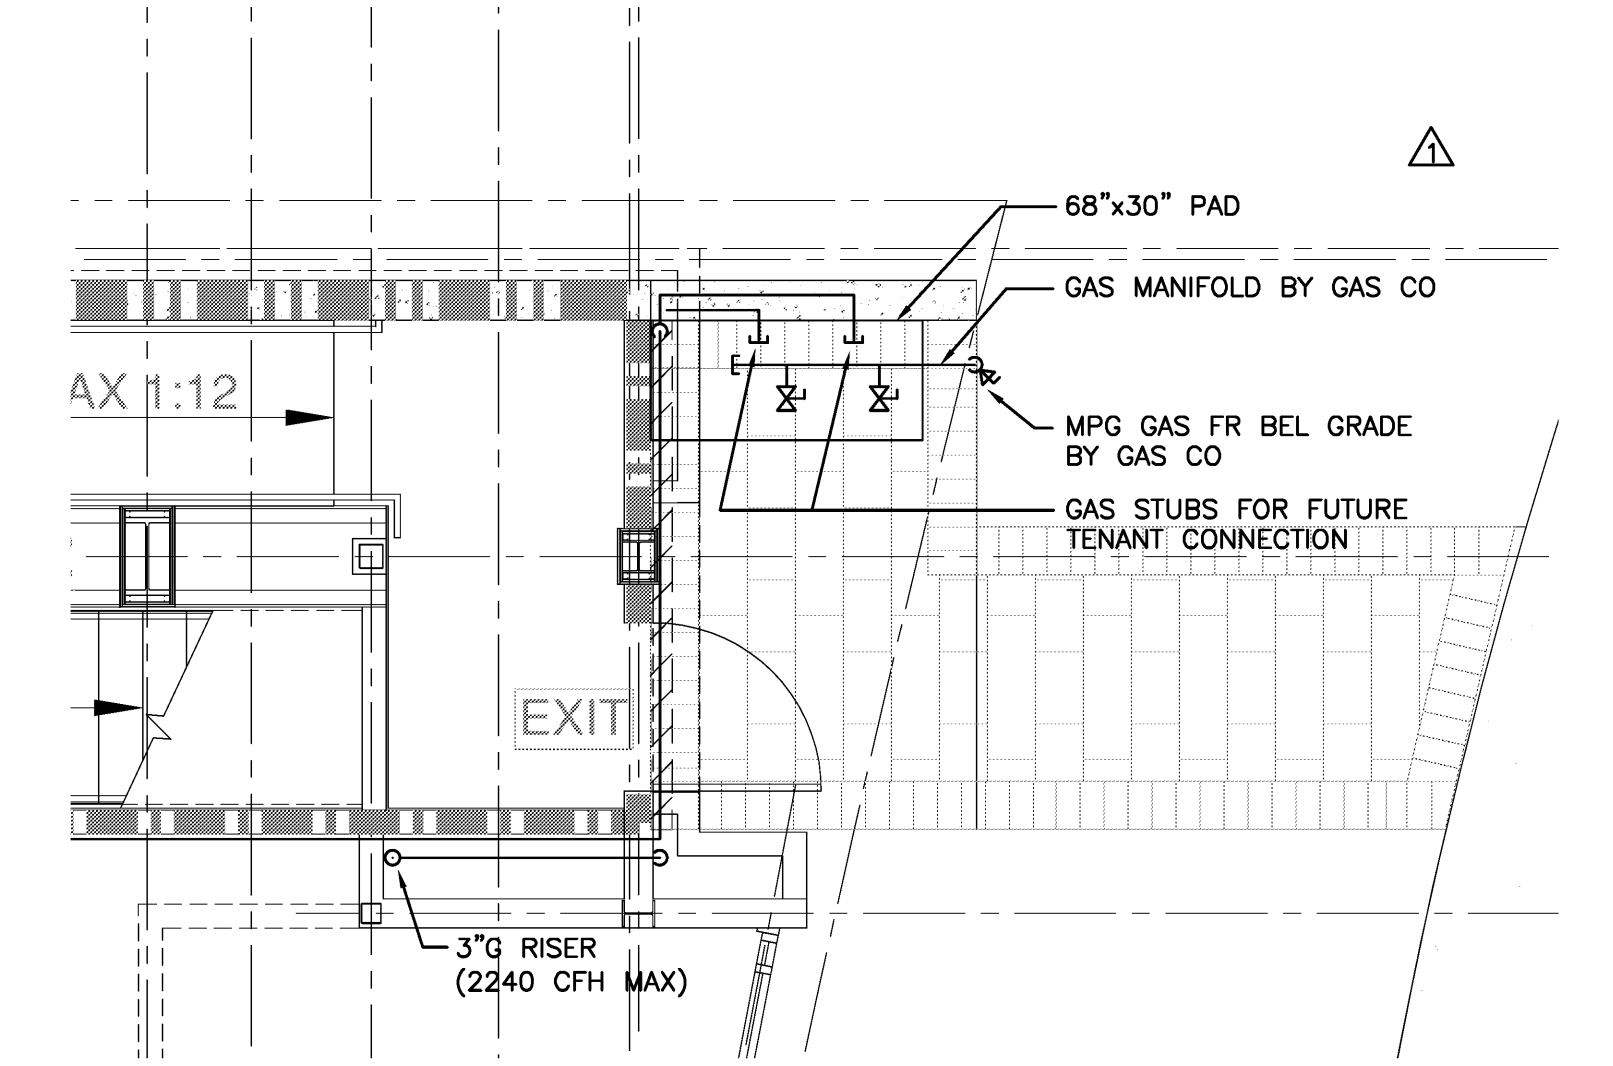 1
68"x30" PAD
GAS MANIFOLD BY GAS CO
AX 1:12
MPG GAS FR BEL GRADE
BY GAS CO
GAS STUBS FOR FUTURE
TENANT CONNECTION
EXIT
3"G RISER
(2240 CFH MAX)